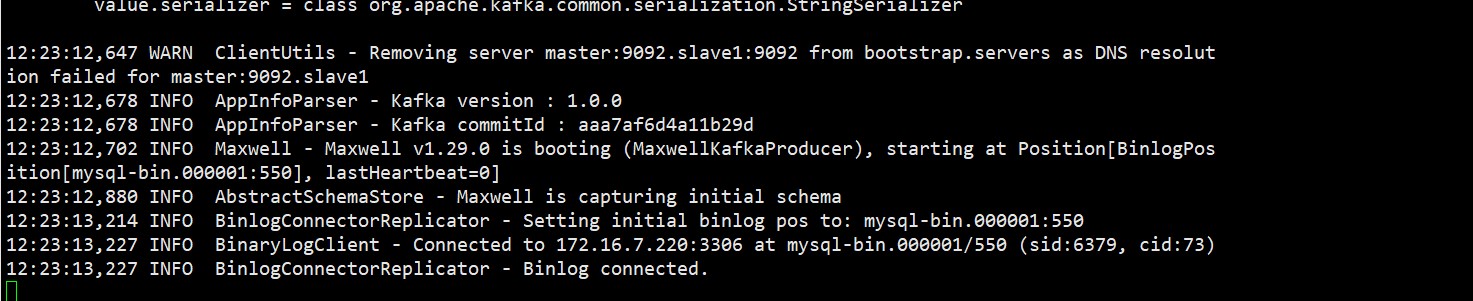 value.serializer = class org.apache.kafka.common.serialization.StringSerializer
12:23:12,647 WARN  ClientUtils - Removing server master:9092.slave1:9092 from bootstrap.servers as DNS resolut
ion failed for master:9092.slave1
12:23:12,678 INFO  AppInfoParser - Kafka version : 1.0.0
12:23:12,678 INFO  AppInfoParser - Kafka commitId : aaa7af6d4a11b29d
12:23:12,702 INFO  Maxwell - Maxwell v1.29.0 is booting (MaxwellKafkaProducer), starting at Position[BinlogPos
ition[mysql-bin.000001:550], lastHeartbeat=0]
12:23:12,880 INFO  AbstractSchemaStore - Maxwell is capturing initial schema
12:23:13,214 INFO  BinlogConnectorReplicator - Setting initial binlog pos to: mysql-bin.000001:550
12:23:13,227 INFO  BinaryLogClient - Connected to 172.16.7.220:3306 at mysql-bin.000001/550 (sid:6379, cid:73)
12:23:13,227 INFO  BinlogConnectorReplicator - Binlog connected.